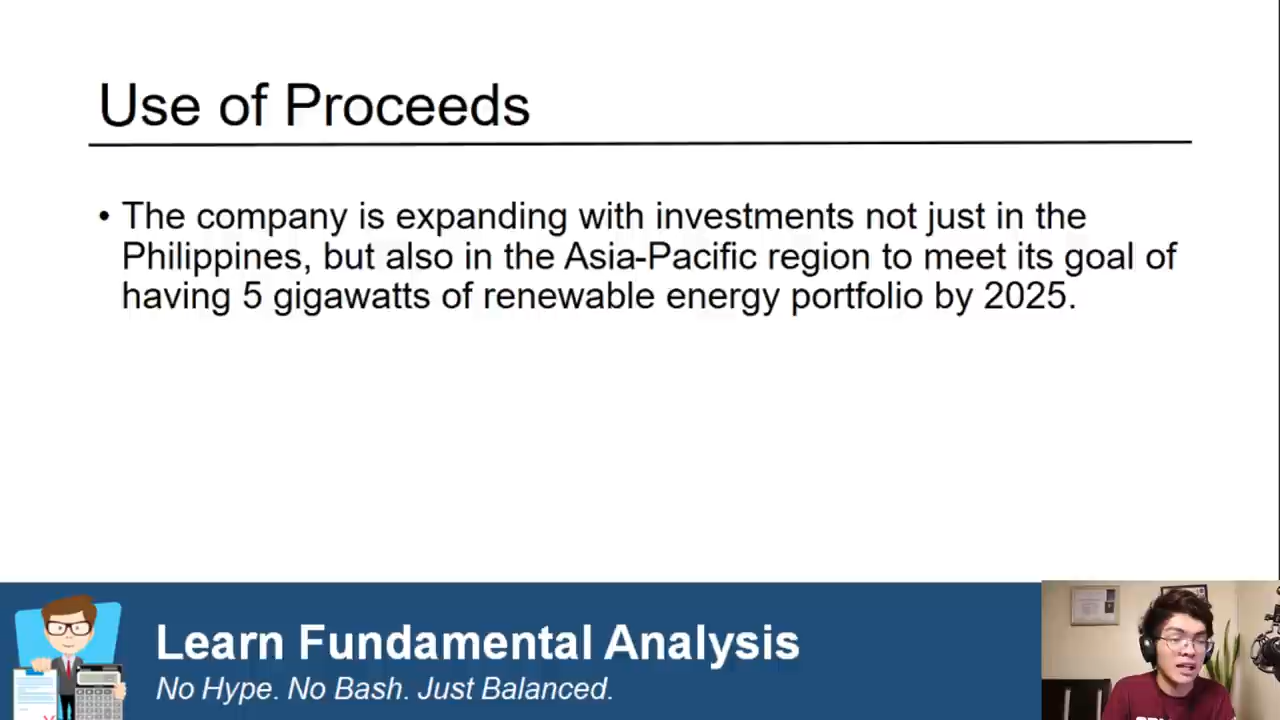 Use of Proceeds
• The company is expanding with investments not just in the
Philippines, but also in the Asia-Pacific region to meet its goal of
having 5 gigawatts of renewable energy portfolio by 2025.
Learn Fundamental Analysis
No Hype. No Bash. Just Balanced.